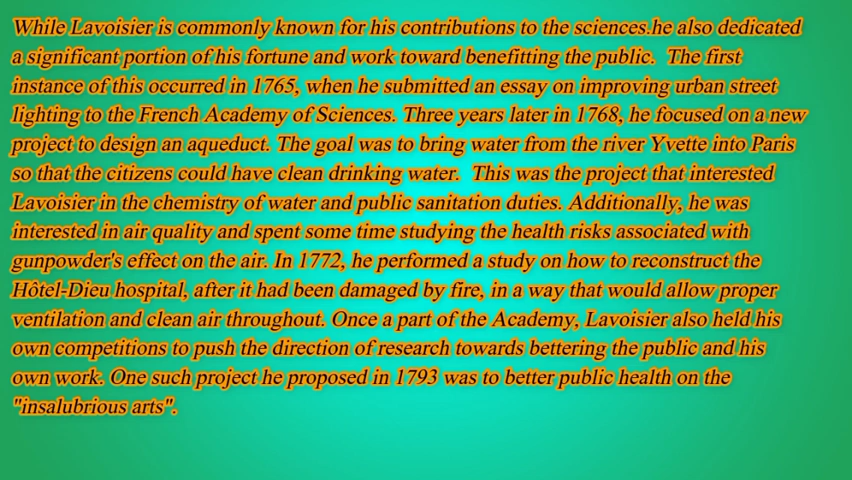 While Lavoisier is commonly known for his contributions to the sciences.he also dedicated
a significant portion of his fortune and work toward benefitting the public.  The first
instance of this occurred in 1765, when he submitted an essay on improving urban street
lighting to the French Academy of Sciences. Three years later in 1768, he focused on a new
project to design an aqueduct. The goal was to bring water from the river Yvette into Paris
so that the citizens could have clean drinking water.  This was the project that interested
Lavoisier in the chemistry of water and public sanitation duties. Additionally, he was
interested in air quality and spent some time studying the health risks associated with
gunpowder's effect on the air. In 1772, he performed a study on how to reconstruct the
Hôtel-Dieu hospital, after it had been damaged by fire, in a way that would allow proper
ventilation and clean air throughout. Once a part of the Academy, Lavoisier also held his
own competitions to push the direction of research towards bettering the public and his
own work. One such project he proposed in 1793 was to better public health on the
"insalubrious arts".